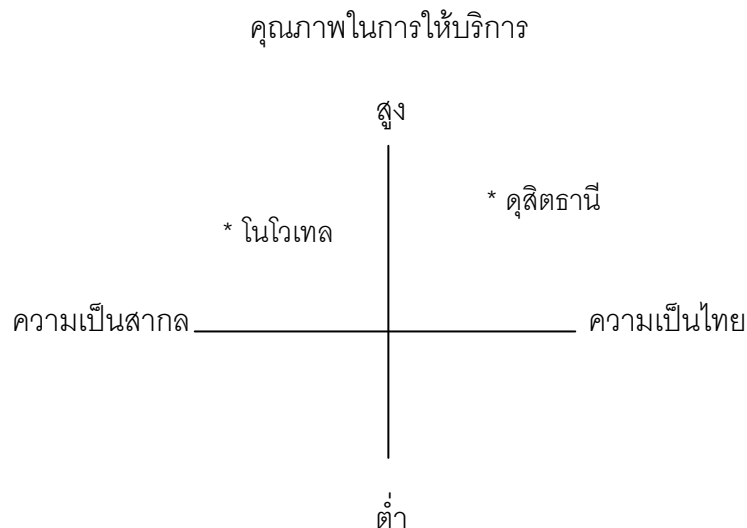 คุณภาพในการให้บริการ
สูง
* ดุสิตธานี
* โนโวเทล
ความเป็นสากล
ความเป็นไทย
ต่ำ